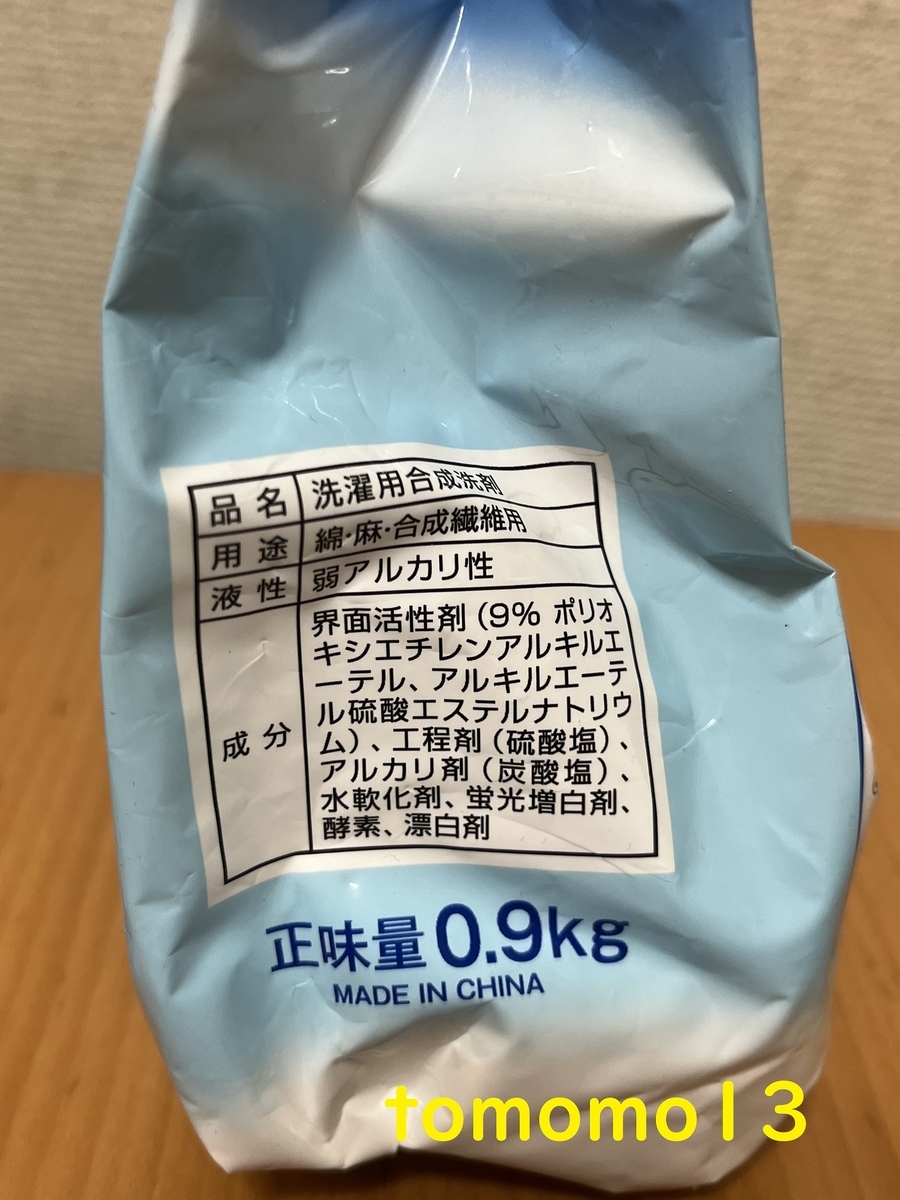 品名 洗濯用合成洗剤
用途 綿・麻・合成繊維用
液性 弱アルカリ性
成分 界面活性剤(9% ポリオ
キシエチレンアルキルエ
ーテル、アルキルエーテ
ル硫酸エステルナトリウ
ム)、工程剤(硫酸塩)、
アルカリ剤(炭酸塩)、
水軟化剤、蛍光増白剤、
酵素、漂白剤
正味量0.9kg
MADE IN CHINA
tomomo13